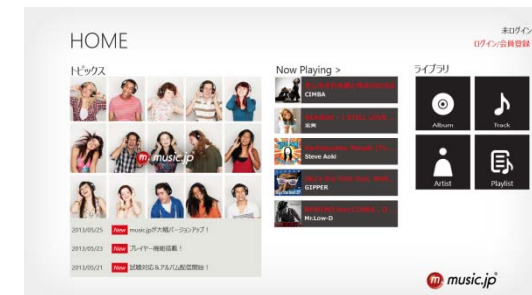 HOME
未ログイン
ログイン/会員登録
トピックス
music.jp
2013/05/25 New music.jpが大幅バージョンアップ！
2013/05/23 New プレイヤー機能搭載！
2013/05/21 New 試聴対応＆アルバム配信開始！
Now Playing >
CIMBA
Steve Aoki
GIPPER
Mr.Low-D
ライブラリ
Album
Track
Artist
Playlist
music.jp